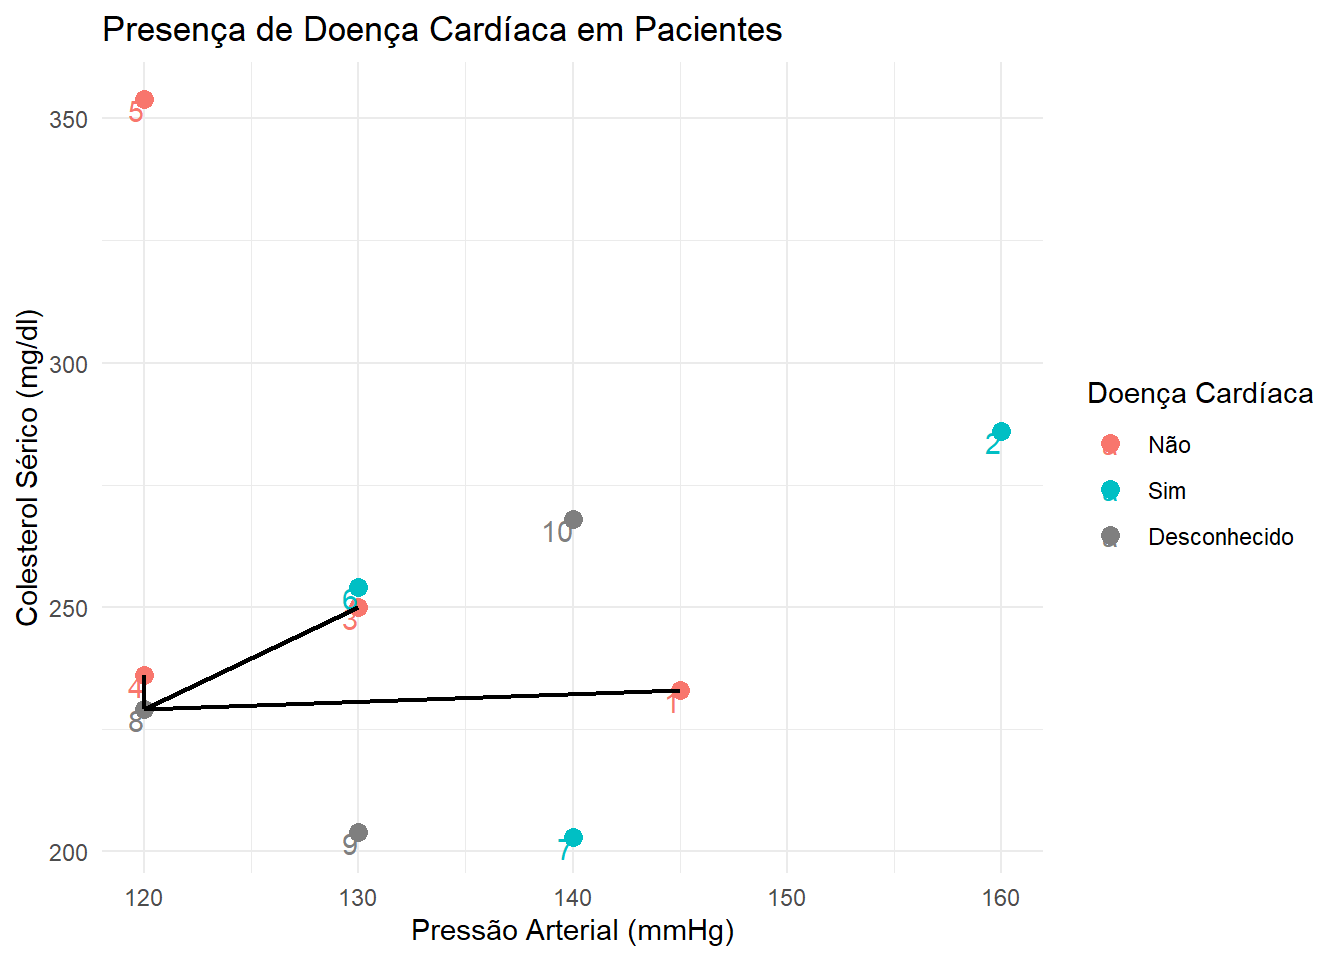 Presença de Doença Cardíaca em Pacientes
Colesterol Sérico (mg/dl)
350
300
250
200
5
2
10
6
3
4
1
8
9
7
120 130 140 150 160
Pressão Arterial (mmHg)
Doença Cardíaca
Não
Sim
Desconhecido